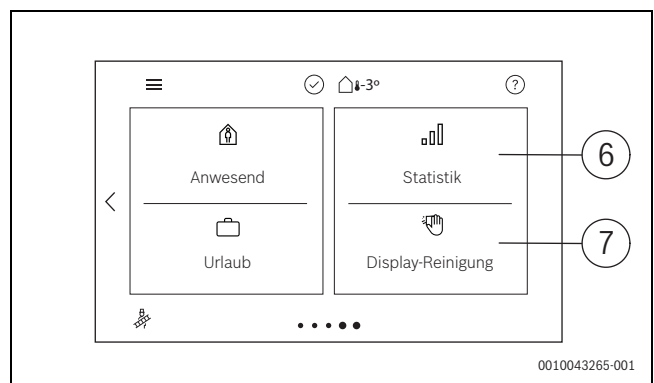 -3°
?
Anwesend
Statistik
6
Urlaub
Display-Reinigung
7
0010043265-001